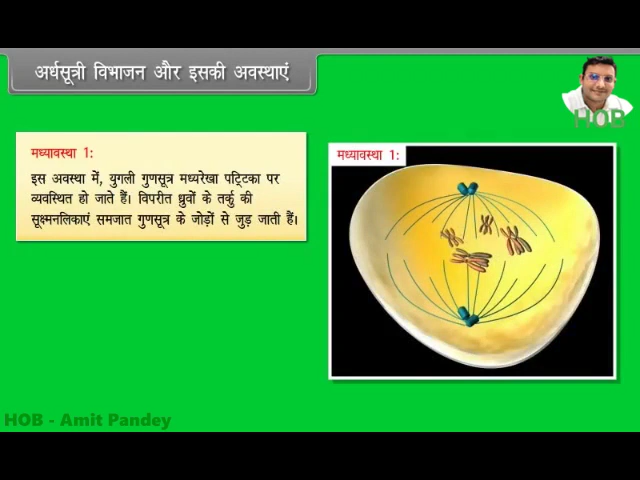 अर्धसूत्री विभाजन और इसकी अवस्थाएं
HOB
मध्यावस्था 1:
इस अवस्था में, युगली गुणसूत्र मध्यरेखा पट्टिका पर
व्यवस्थित हो जाते हैं। विपरीत ध्रुवों के तर्कु की
सूक्ष्मनलिकाएं समजात गुणसूत्र के जोड़ों से जुड़ जाती हैं।
मध्यावस्था 1:
HOB - Amit Pandey